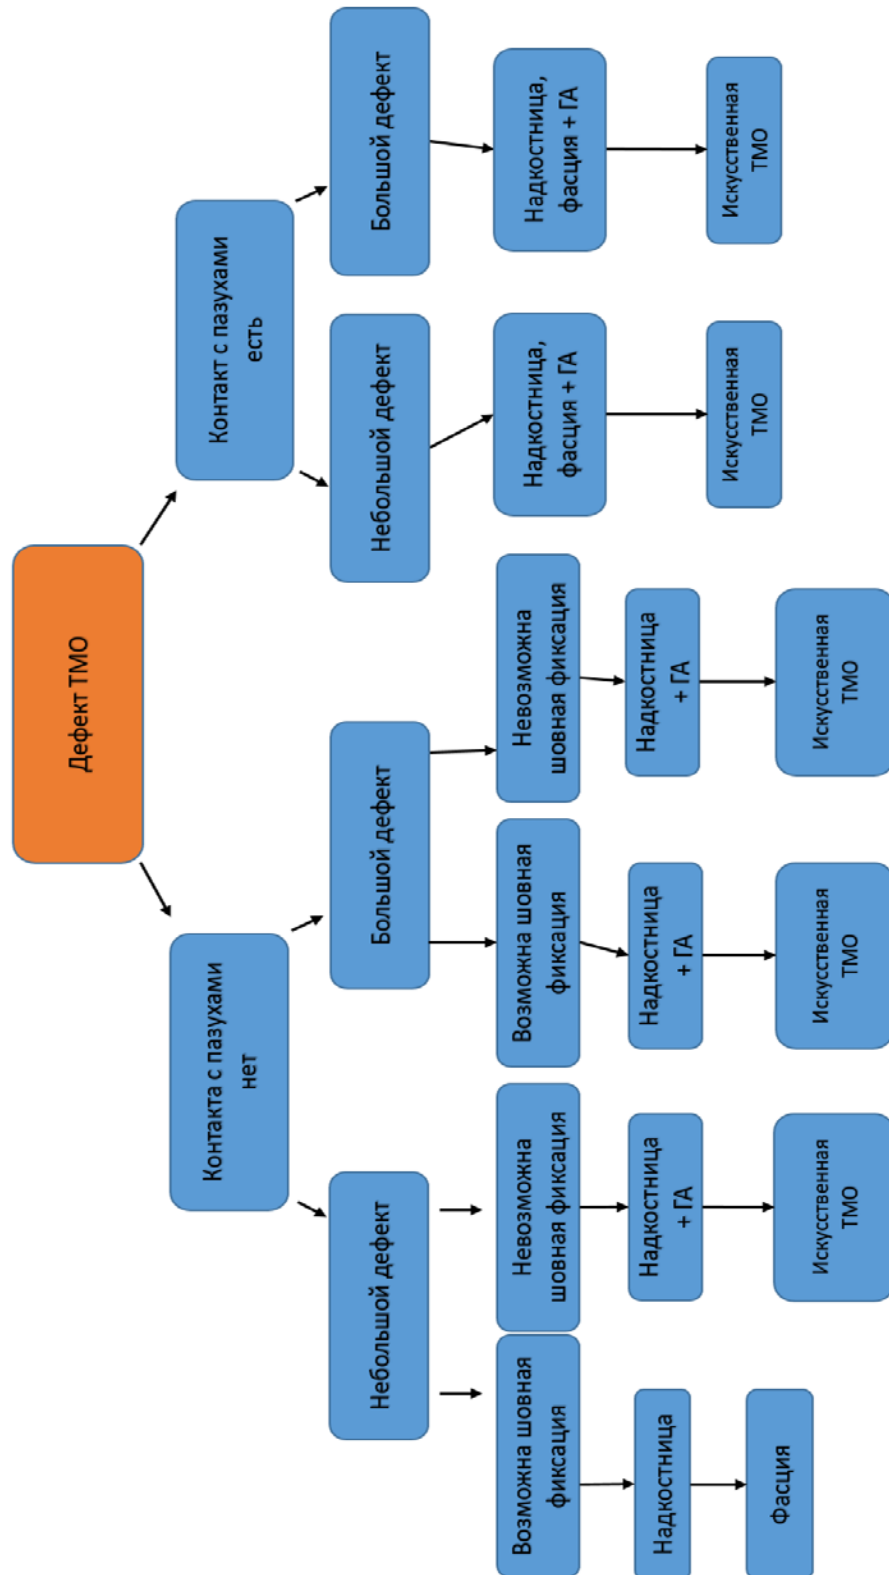 Дефект ТМО
Контакта с пазухами
нет
Контакт с пазухами
есть
Небольшой дефект
Большой дефект
Небольшой дефект
Большой дефект
Возможна шовная
фиксация
Невозможна
шовная фиксация
Возможна шовная
фиксация
Невозможна
шовная фиксация
Надкостница,
фасция + ГА
Надкостница,
фасция + ГА
Надкостница
Надкостница
+ ГА
Надкостница
+ ГА
Надкостница
+ ГА
Искусственная
ТМО
Искусственная
ТМО
Фасция
Искусственная
ТМО
Искусственная
ТМО
Искусственная
ТМО